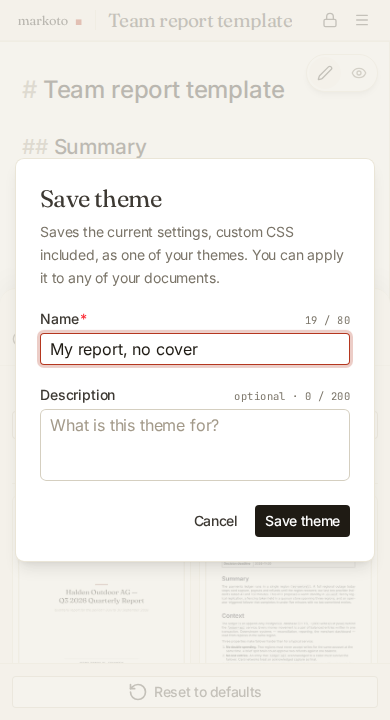 markoto
Team report template
# Team report template
## Summary
Save theme
Saves the current settings, custom CSS
included, as one of your themes. You can apply
it to any of your documents.
Name*
19 / 80
My report, no cover
Description
optional · 0 / 200
What is this theme for?
Cancel
Save theme
Halden Outdoor AG —
Q3 2028 Quarterly Report
Summary
Context
Reset to defaults